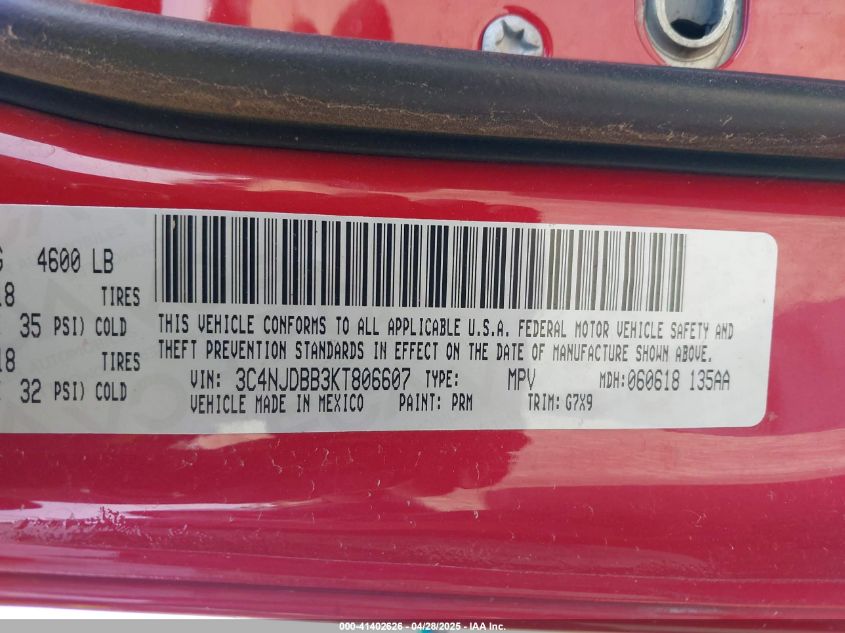 4600 LB
18 TIRES
35 PSI) COLD
18 TIRES
32 PSI) COLD
THIS VEHICLE CONFORMS TO ALL APPLICABLE U.S.A. FEDERAL MOTOR VEHICLE SAFETY AND
THEFT PREVENTION STANDARDS IN EFFECT ON THE DATE OF MANUFACTURE SHOWN ABOVE.
VIN: 3C4NJDBB3KT806607 TYPE: MPV MDH:060618 135AA
VEHICLE MADE IN MEXICO PAINT: PRM TRIM: G7X9
000-41402626 - 04/28/2025 - IAA Inc.